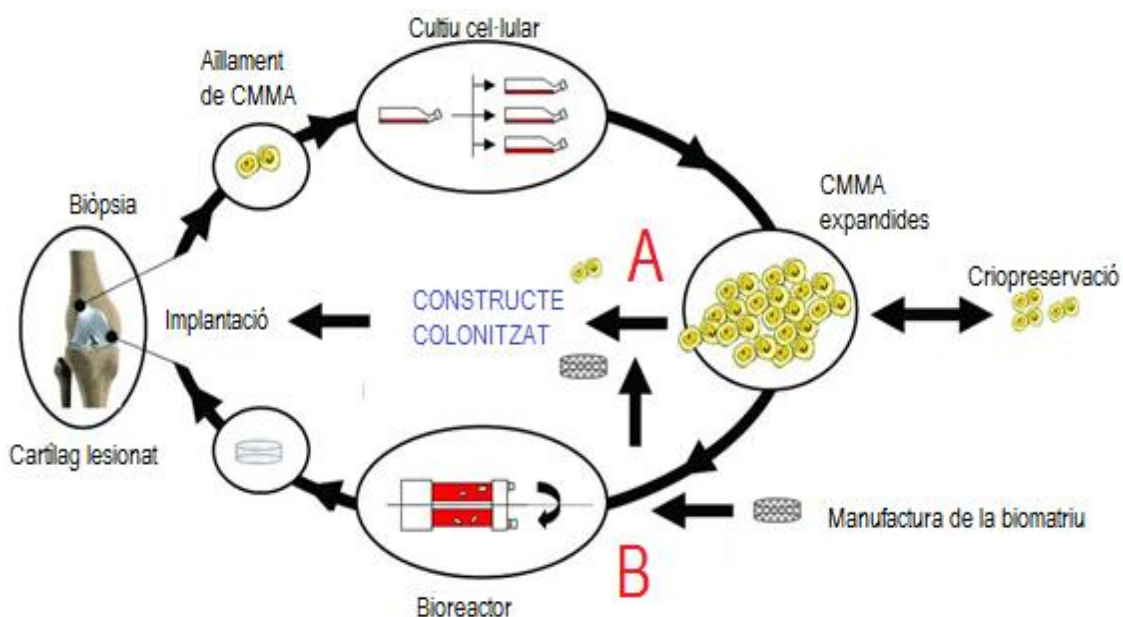 Cultiu cel·lular
Aïllament
de CMMA
CMMA
expandides
Biòpsia
A
Criopreservació
Implantació
CONSTRUCTE
COLONITZAT
Cartílag lesionat
Manufactura de la biomatriu
B
Bioreactor